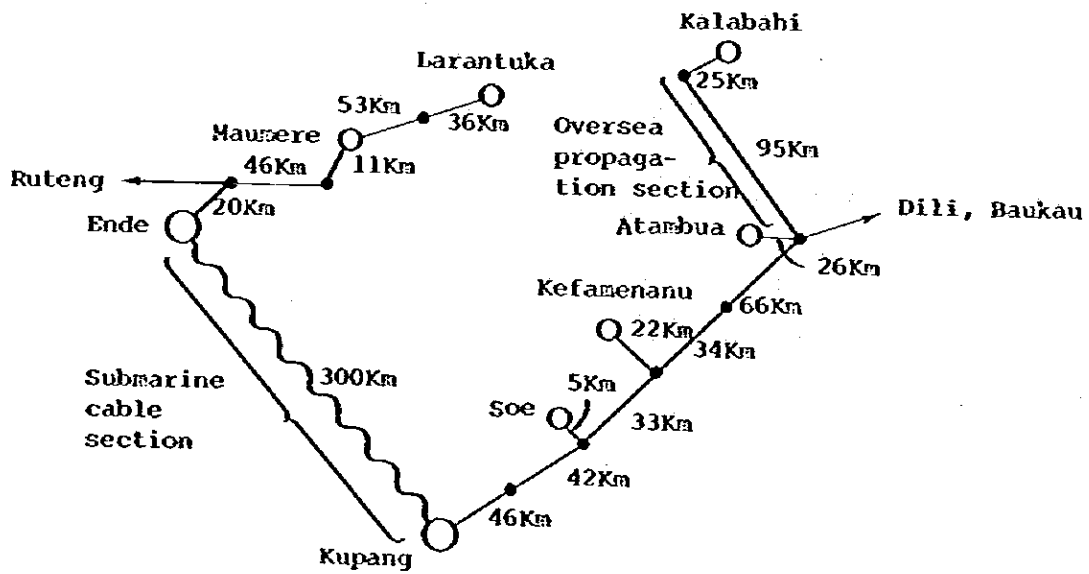 Kalabahi
Larantuka
25Km
53Km
36Km
Maumere
Oversea
propaga-
tion section
95Km
46Km
11Km
Ruteng
20Km
Ende
Dili, Baukau
Atambua
26Km
Kefamenanu
66Km
22Km
34Km
Submarine
cable
section
300Km
5Km
Soe
33Km
42Km
46Km
Kupang